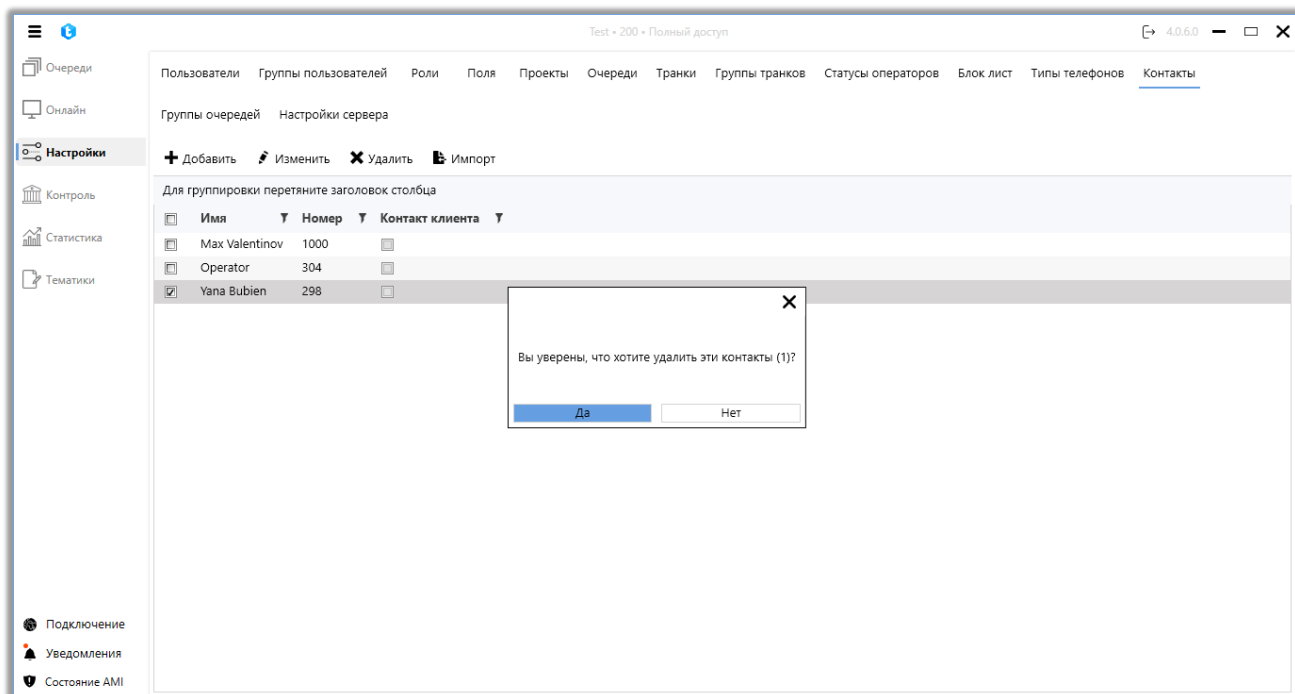 Test • 200 • Полный доступ
4.0.6.0
Очереди
Онлайн
Настройки
Контроль
Статистика
Тематики
Пользователи Группы пользователей Роли Поля Проекты Очереди Транки Группы транков Статусы операторов Блок лист Типы телефонов Контакты
Группы очередей Настройки сервера
Добавить Изменить Удалить Импорт
Для группировки перетяните заголовок столбца
Имя Номер Контакт клиента
Max Valentinov 1000
Operator 304
Yana Bubien 298
Вы уверены, что хотите удалить эти контакты (1)?
Да Нет
Подключение
Уведомления
Состояние AMI